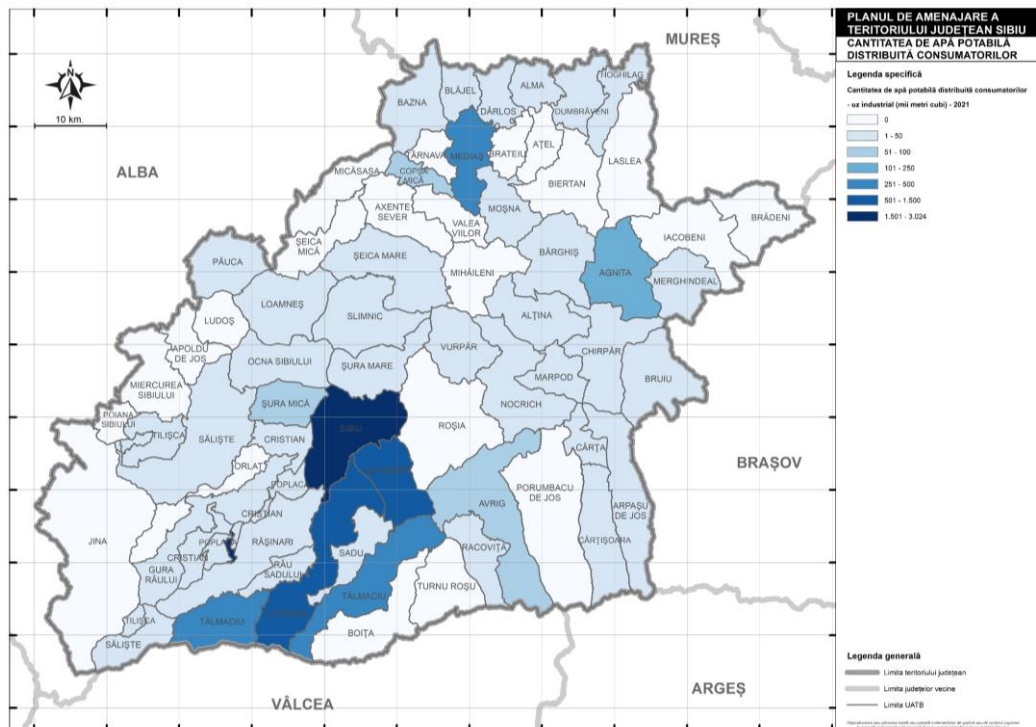 PLANUL DE AMENAJARE A
TERITORIULUI JUDEȚEAN SIBIU
CANTITATEA DE APĂ POTABILĂ
DISTRIBUITĂ CONSUMATORILOR
Legenda specifică
Cantitatea de apă potabilă distribuită consumatorilor
- uz industrial (mii metri cubi) - 2021
0
1 - 50
51 - 100
101 - 250
251 - 500
501 - 1.500
1.501 - 3.024
N
10 km.
MUREȘ
ALBA
BRAȘOV
VÂLCEA
ARGEȘ
HOGHILAG
BLĂJEL
ALMA
BAZNA
DÂRLOS
DUMBRĂVENI
AȚEL
TÂRNAVA
MEDIAȘ
BRATEIU
LASLEA
MICĂSASA
COPȘA
MICĂ
BIERTAN
AXENTE
SEVER
MOȘNA
BRĂDENI
VALEA
VIILOR
IACOBENI
ȘEICA
MICĂ
ȘEICA MARE
BÂRGHIȘ
PĂUCA
MIHĂILENI
AGNITA
MERGHINDEAL
LOAMNEȘ
SLIMNIC
ALȚINA
LUDOȘ
VURPĂR
APOLDU
DE JOS
CHIRPĂR
OCNA SIBIULUI
ȘURA MARE
MARPOD
BRUIU
MIERCUREA
SIBIULUI
ȘURA MICĂ
NOCRICH
POIANA
SIBIULUI
SIBIU
ROȘIA
TILIȘCA
SĂLIȘTE
CRISTIAN
CÂRȚA
ORLAT
POPLACA
PORUMBACU
DE JOS
AVRIG
ARPAȘU
DE JOS
CRISTIAN
JINA
RĂȘINARI
CÂRȚIȘOARA
SADU
RACOVIȚA
CRISTIAN
GURA
RÂULUI
RÂU
SADULUI
TURNU ROȘU
TĂLMACIU
TILIȘCA
TĂLMACIU
BOIȚA
SĂLIȘTE
Legenda generală
Limita teritoriului județean
Limita județelor vecine
Limita UATB